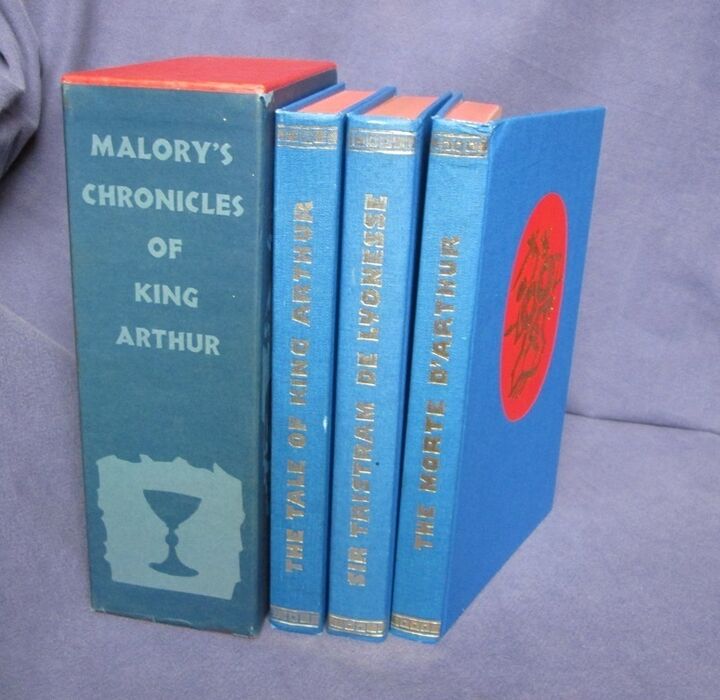 MALORY'S
CHRONICLES
OF
KING
ARTHUR
THE TALE OF KING ARTHUR
SIR TRISTRAM DE LYONESSE
THE MORTE D'ARTHUR